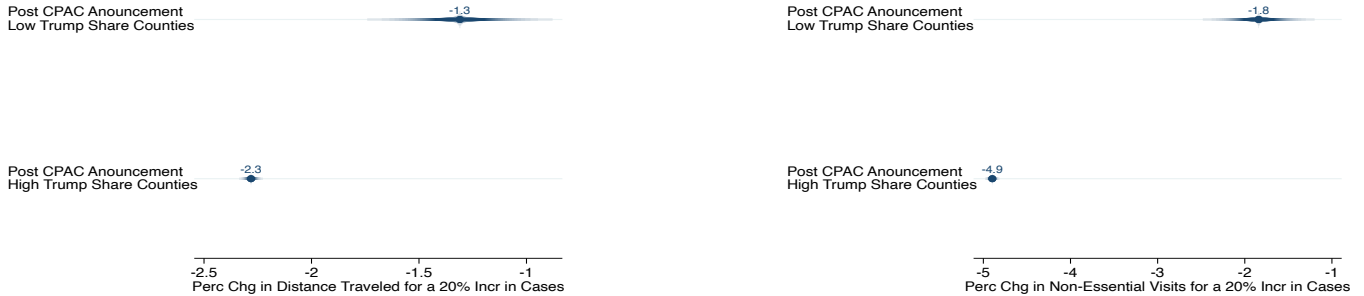 Post CPAC Anouncement
Low Trump Share Counties
-1.3
Post CPAC Anouncement
High Trump Share Counties
-2.3
-2.5 -2 -1.5 -1
Perc Chg in Distance Traveled for a 20% Incr in Cases
Post CPAC Anouncement
Low Trump Share Counties
-1.8
Post CPAC Anouncement
High Trump Share Counties
-4.9
-5 -4 -3 -2 -1
Perc Chg in Non-Essential Visits for a 20% Incr in Cases